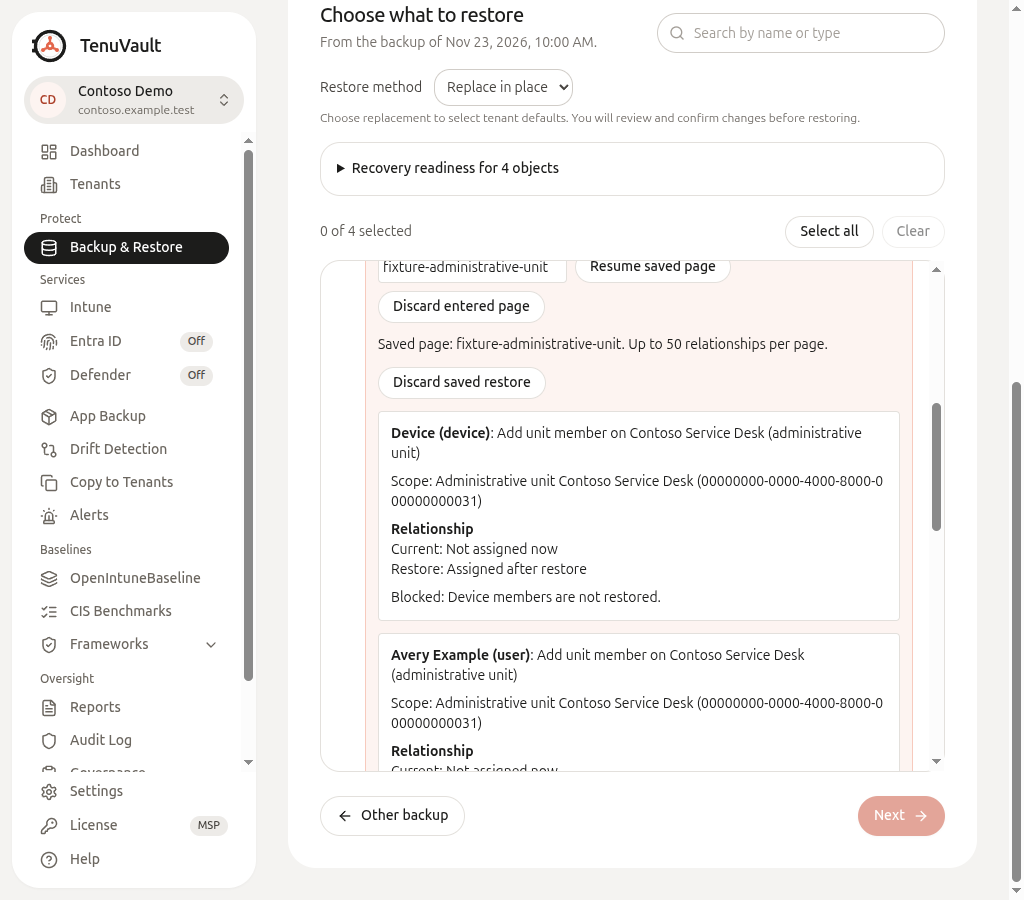 TenuVault
CD
Contoso Demo
contoso.example.test
Dashboard
Tenants
Protect
Backup & Restore
Services
Intune
Entra ID
Off
Defender
Off
App Backup
Drift Detection
Copy to Tenants
Alerts
Baselines
OpenIntuneBaseline
CIS Benchmarks
Frameworks
Oversight
Reports
Audit Log
Governance
Settings
License
MSP
Help
Choose what to restore
From the backup of Nov 23, 2026, 10:00 AM.
Search by name or type
Restore method
Replace in place
Choose replacement to select tenant defaults. You will review and confirm changes before restoring.
Recovery readiness for 4 objects
0 of 4 selected
Select all
Clear
fixture-administrative-unit
Resume saved page
Discard entered page
Saved page: fixture-administrative-unit. Up to 50 relationships per page.
Discard saved restore
Device (device): Add unit member on Contoso Service Desk (administrative
unit)
Scope: Administrative unit Contoso Service Desk (00000000-0000-4000-8000-0
00000000031)
Relationship
Current: Not assigned now
Restore: Assigned after restore
Blocked: Device members are not restored.
Avery Example (user): Add unit member on Contoso Service Desk
(administrative unit)
Scope: Administrative unit Contoso Service Desk (00000000-0000-4000-8000-0
00000000031)
Relationship
Current: Not assigned now
Other backup
Next